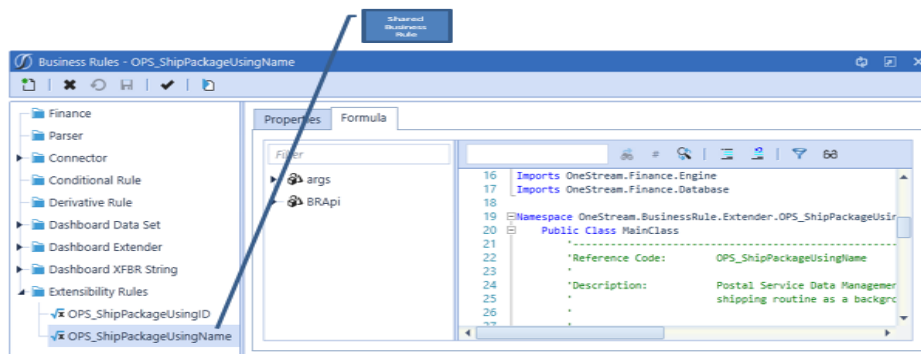 Shared
Business
Rule
Business Rules - OPS_ShipPackageUsingName
Finance
Parser
Connector
Conditional Rule
Derivative Rule
Dashboard Data Set
Dashboard Extender
Dashboard XFBR String
Extensibility Rules
OPS_ShipPackageUsingID
OPS_ShipPackageUsingName
Properties Formula
Filter
args
BRApi
16 Imports OneStream.Finance.Engine
17 Imports OneStream.Finance.Database
18
19 Namespace OneStream.BusinessRule.Extender.OPS_ShipPackageUsin
20 Public Class MainClass
21 '------------------------------------------------------------
22 'Reference Code: OPS_ShipPackageUsingName
23 '
24 'Description: Postal Service Data Managemen
25 ' shipping routine as a backgro
26 '
27 '